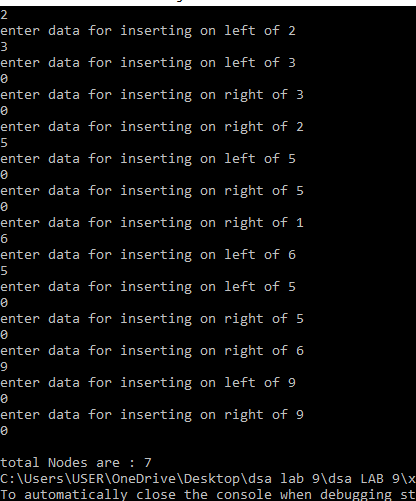 2
enter data for inserting on left of 2
3
enter data for inserting on left of 3
0
enter data for inserting on right of 3
0
enter data for inserting on right of 2
5
enter data for inserting on left of 5
0
enter data for inserting on right of 5
0
enter data for inserting on right of 1
6
enter data for inserting on left of 6
5
enter data for inserting on left of 5
0
enter data for inserting on right of 5
0
enter data for inserting on right of 6
9
enter data for inserting on left of 9
0
enter data for inserting on right of 9
0
total Nodes are : 7
C:\Users\USER\OneDrive\Desktop\dsa lab 9\dsa LAB 9\x
To automatically close the console when debugging st